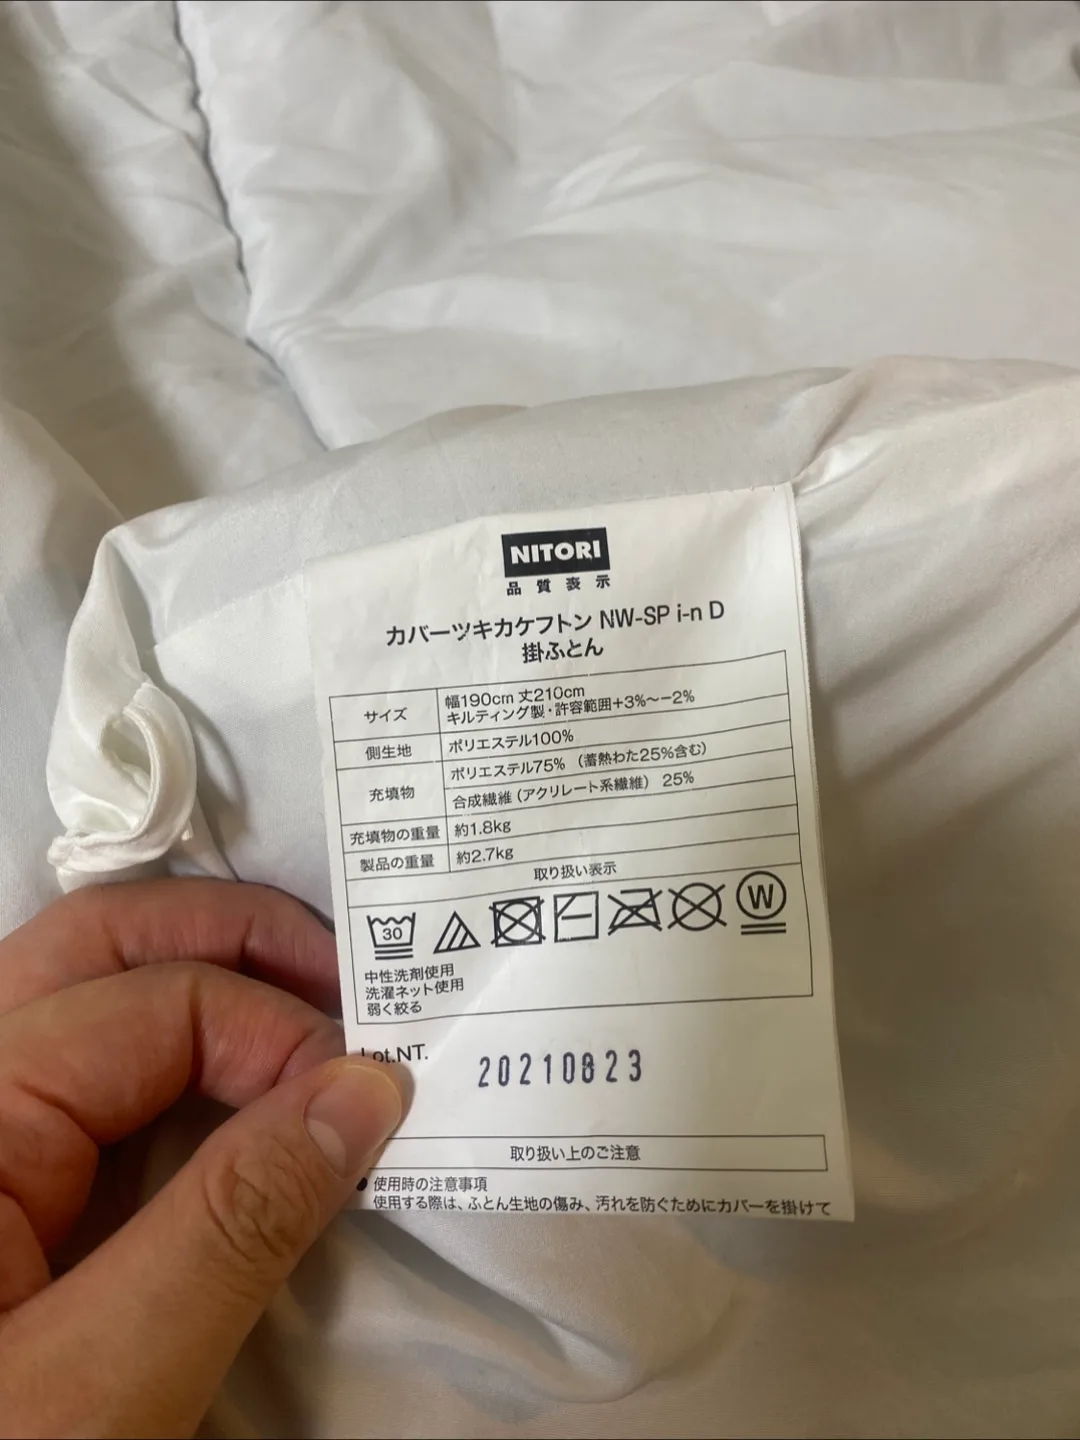 NITORI
品質表示
カバーツキカケフトン NW-SP i-n D
掛ふとん
サイズ
幅190cm 丈210cm
キルティング製・許容範囲+3%〜−2%
側生地
ポリエステル100%
充填物
ポリエステル75% (蓄熱わた25%含む)
合成繊維 (アクリレート系繊維) 25%
充填物の重量 約1.8kg
製品の重量 約2.7kg
取り扱い表示
30
W
中性洗剤使用
洗濯ネット使用
弱く絞る
Lot.NT.
20210823
取り扱い上のご注意
● 使用時の注意事項
使用する際は、ふとん生地の傷み、汚れを防ぐためにカバーを掛けて